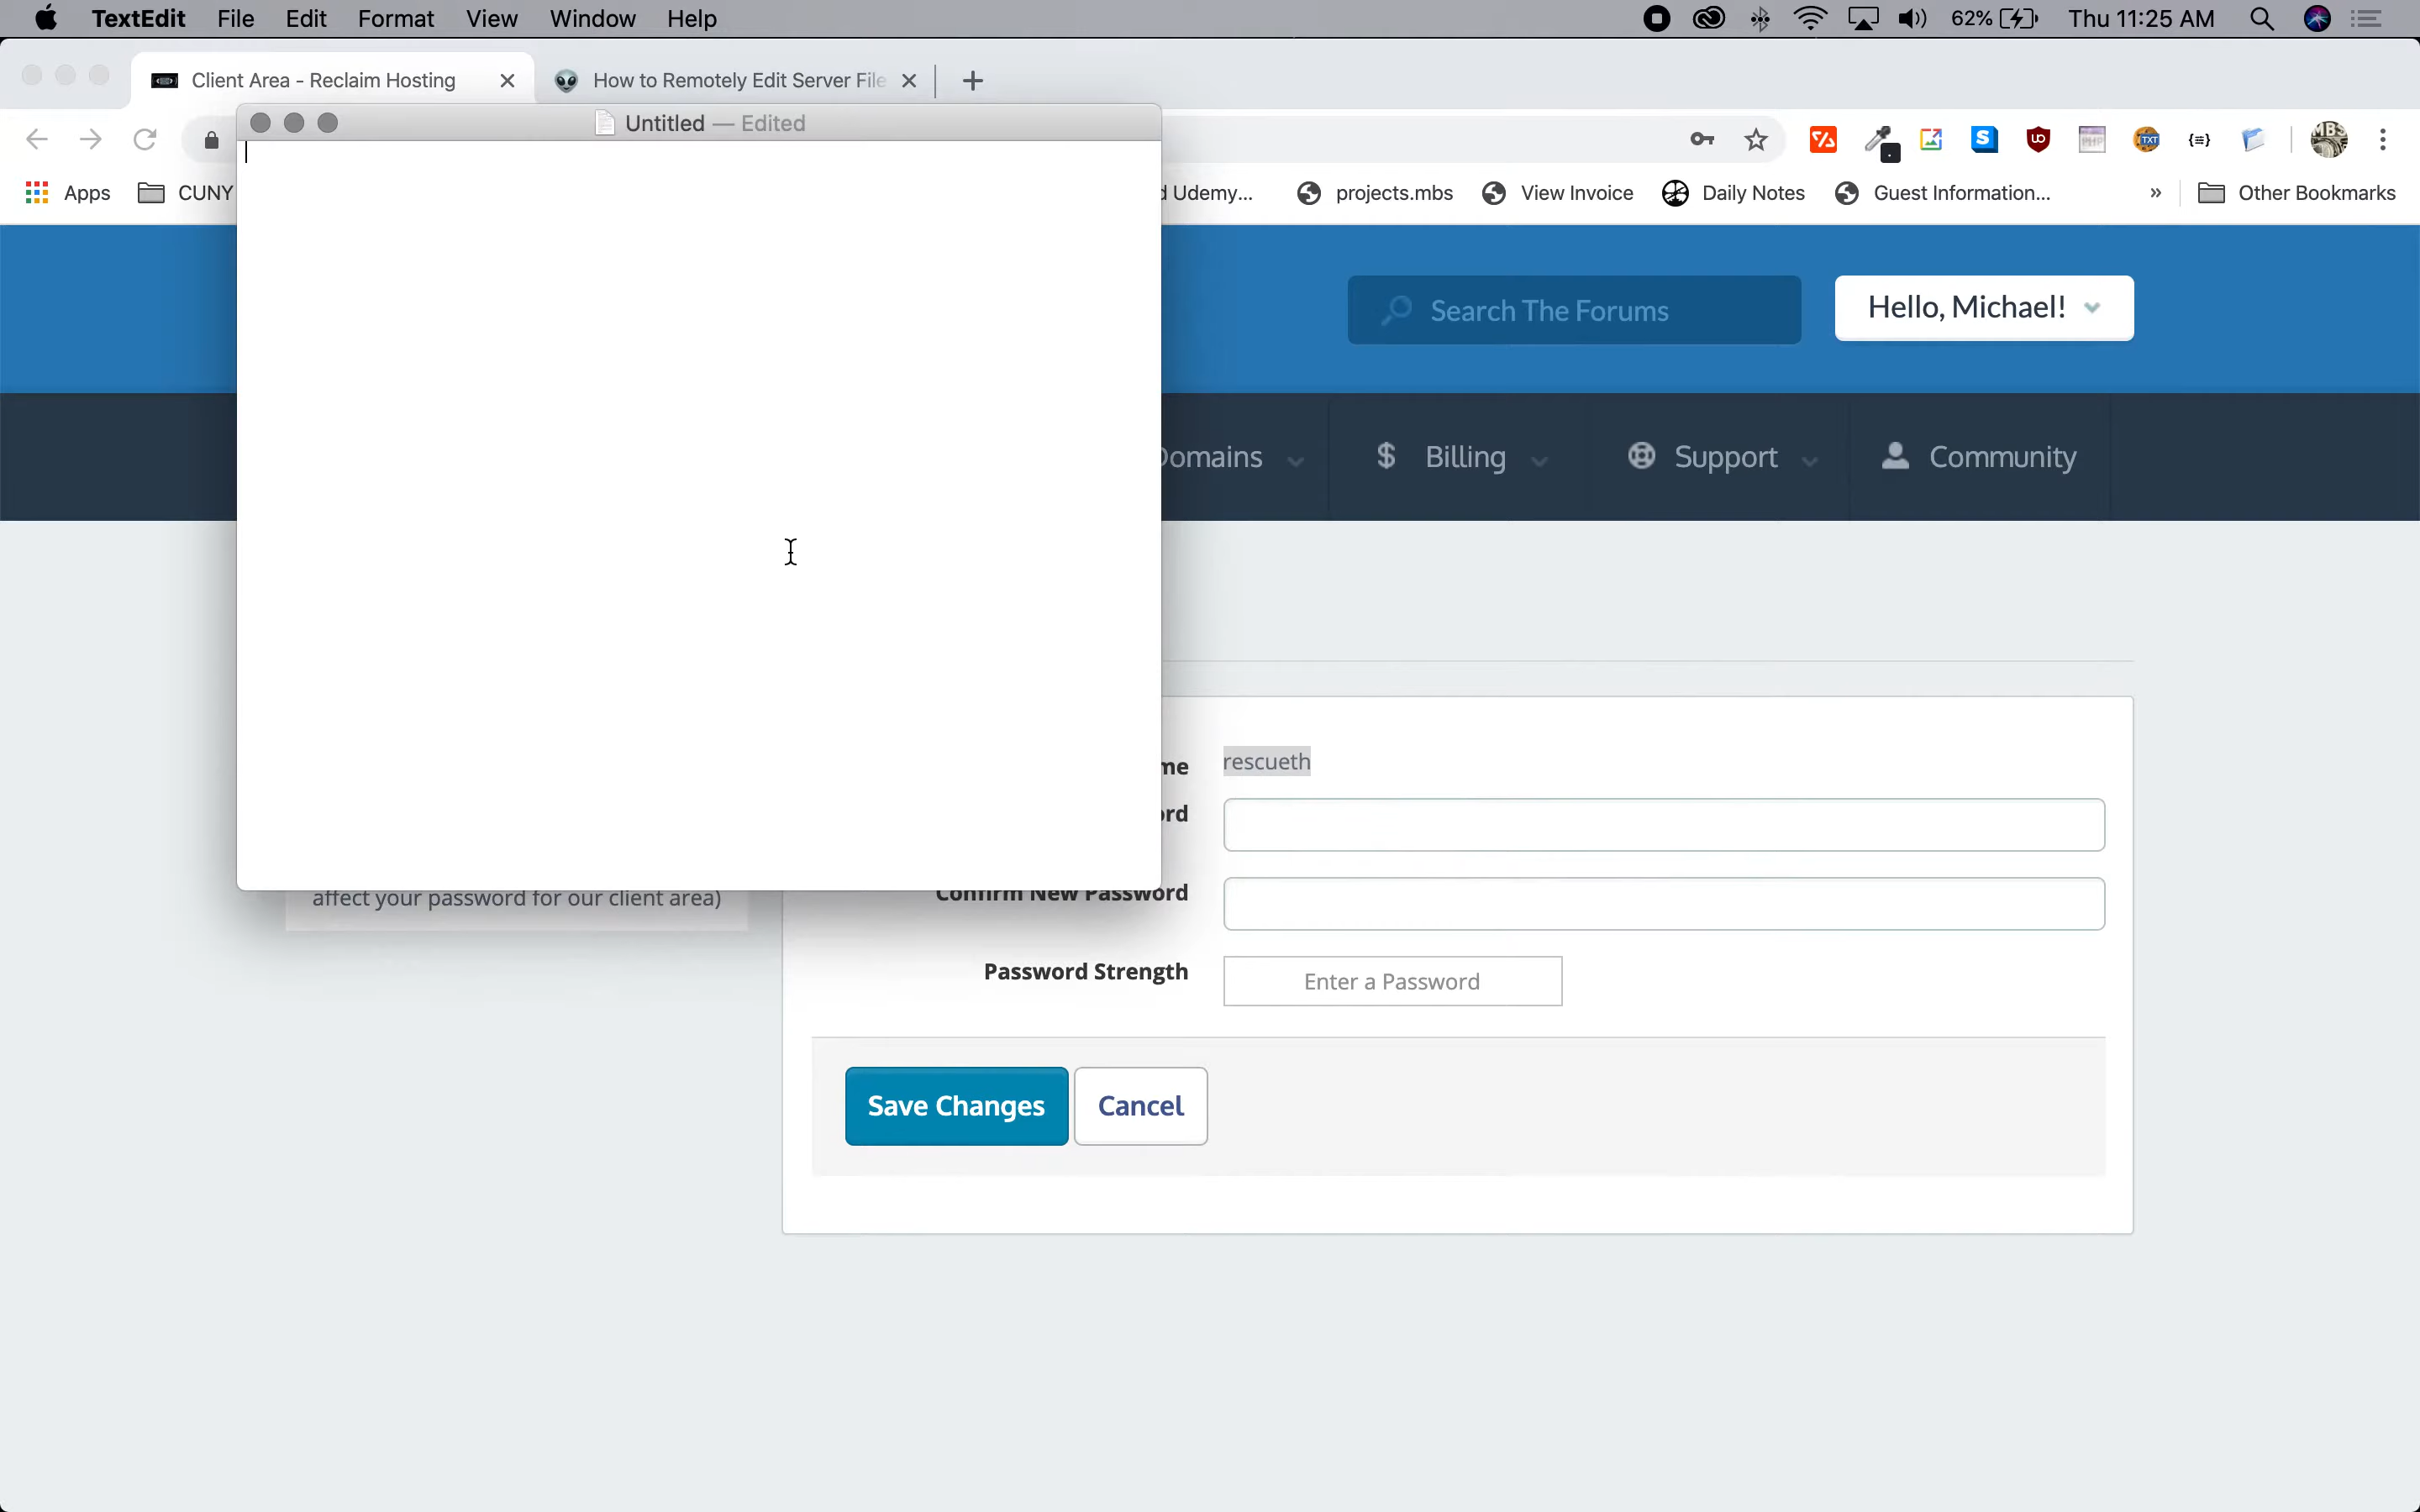 TextEdit File Edit Format View Window Help 62% Thu 11:25 AM
Client Area - Reclaim Hosting How to Remotely Edit Server File
Untitled — Edited
Apps CUNY Udemy... projects.mbs View Invoice Daily Notes Guest Information... » Other Bookmarks
Search The Forums Hello, Michael!
Domains $ Billing Support Community
me rescueth
ord
affect your password for our client area) Confirm New Password
Password Strength Enter a Password
Save Changes Cancel